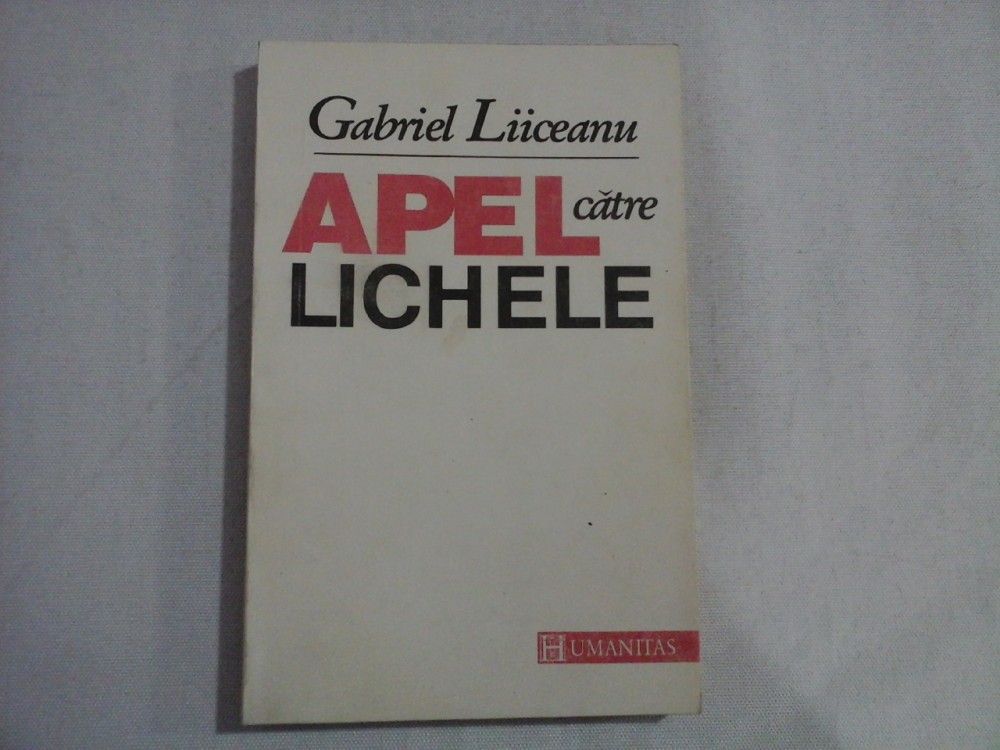 Gabriel Liiceanu
APEL către
LICHELE
HUMANITAS